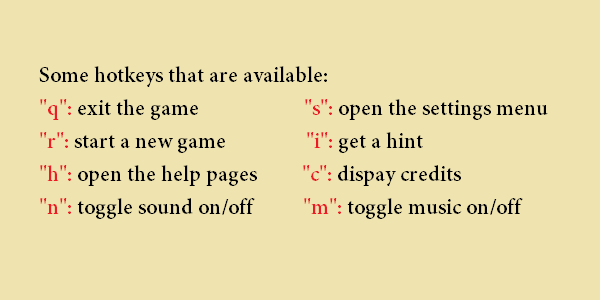 Some hotkeys that are available:
"q": exit the game "s": open the settings menu
"r": start a new game "i": get a hint
"h": open the help pages "c": dispay credits
"n": toggle sound on/off "m": toggle music on/off